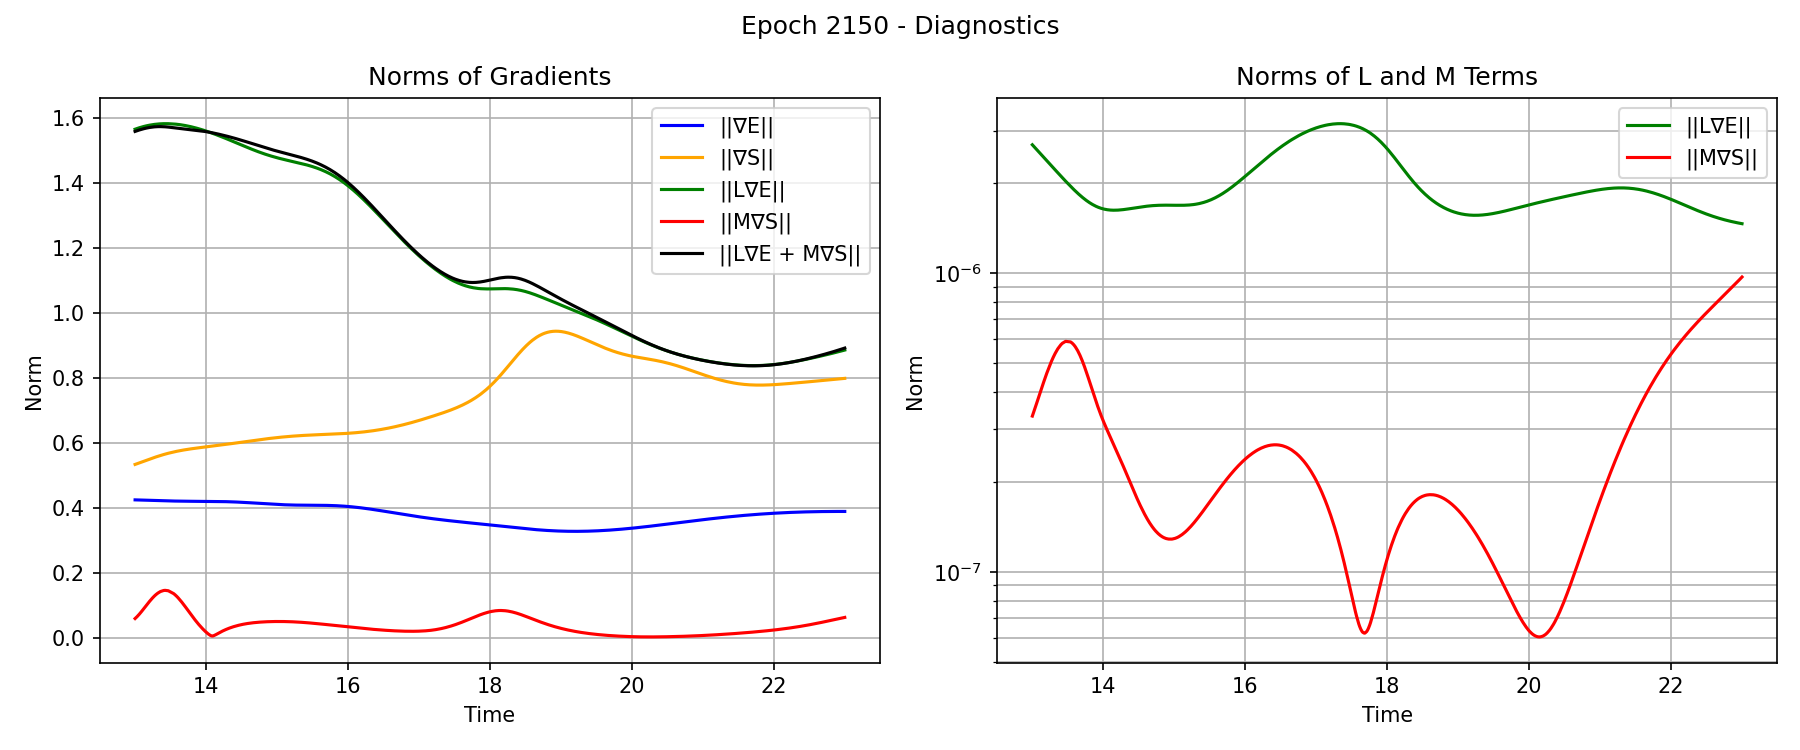 Epoch 2150 - Diagnostics
Norms of Gradients
1.6
1.4
1.2
1.0
0.8
0.6
0.4
0.2
0.0
Norm
14
16
18
20
22
Time
||∇E||
||∇S||
||L∇E||
||M∇S||
||L∇E + M∇S||
Norms of L and M Terms
10⁻⁶
10⁻⁷
Norm
14
16
18
20
22
Time
||L∇E||
||M∇S||